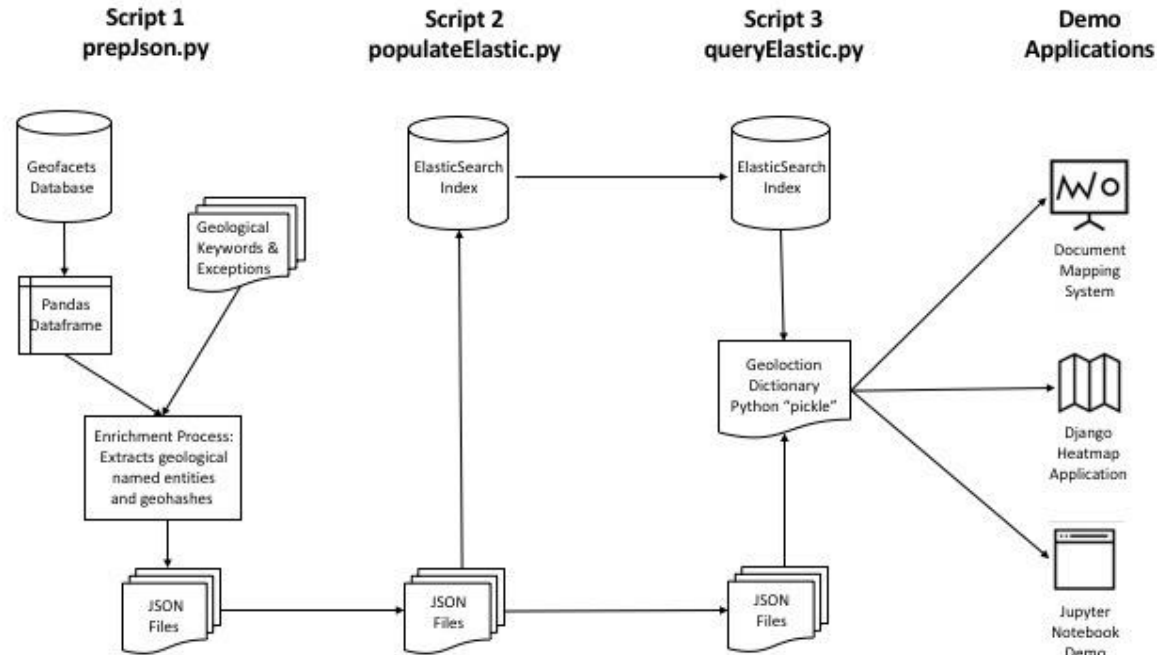 Script 1
prepJson.py
Script 2
populateElastic.py
Script 3
queryElastic.py
Demo
Applications
Geofacets
Database
Geological
Keywords &
Exceptions
Pandas
Dataframe
Enrichment Process:
Extracts geological
named entities
and geohashes
JSON
Files
ElasticSearch
Index
JSON
Files
ElasticSearch
Index
Geoloction
Dictionary
Python "pickle"
JSON
Files
Document
Mapping
System
Django
Heatmap
Application
Jupyter
Notebook
Demo